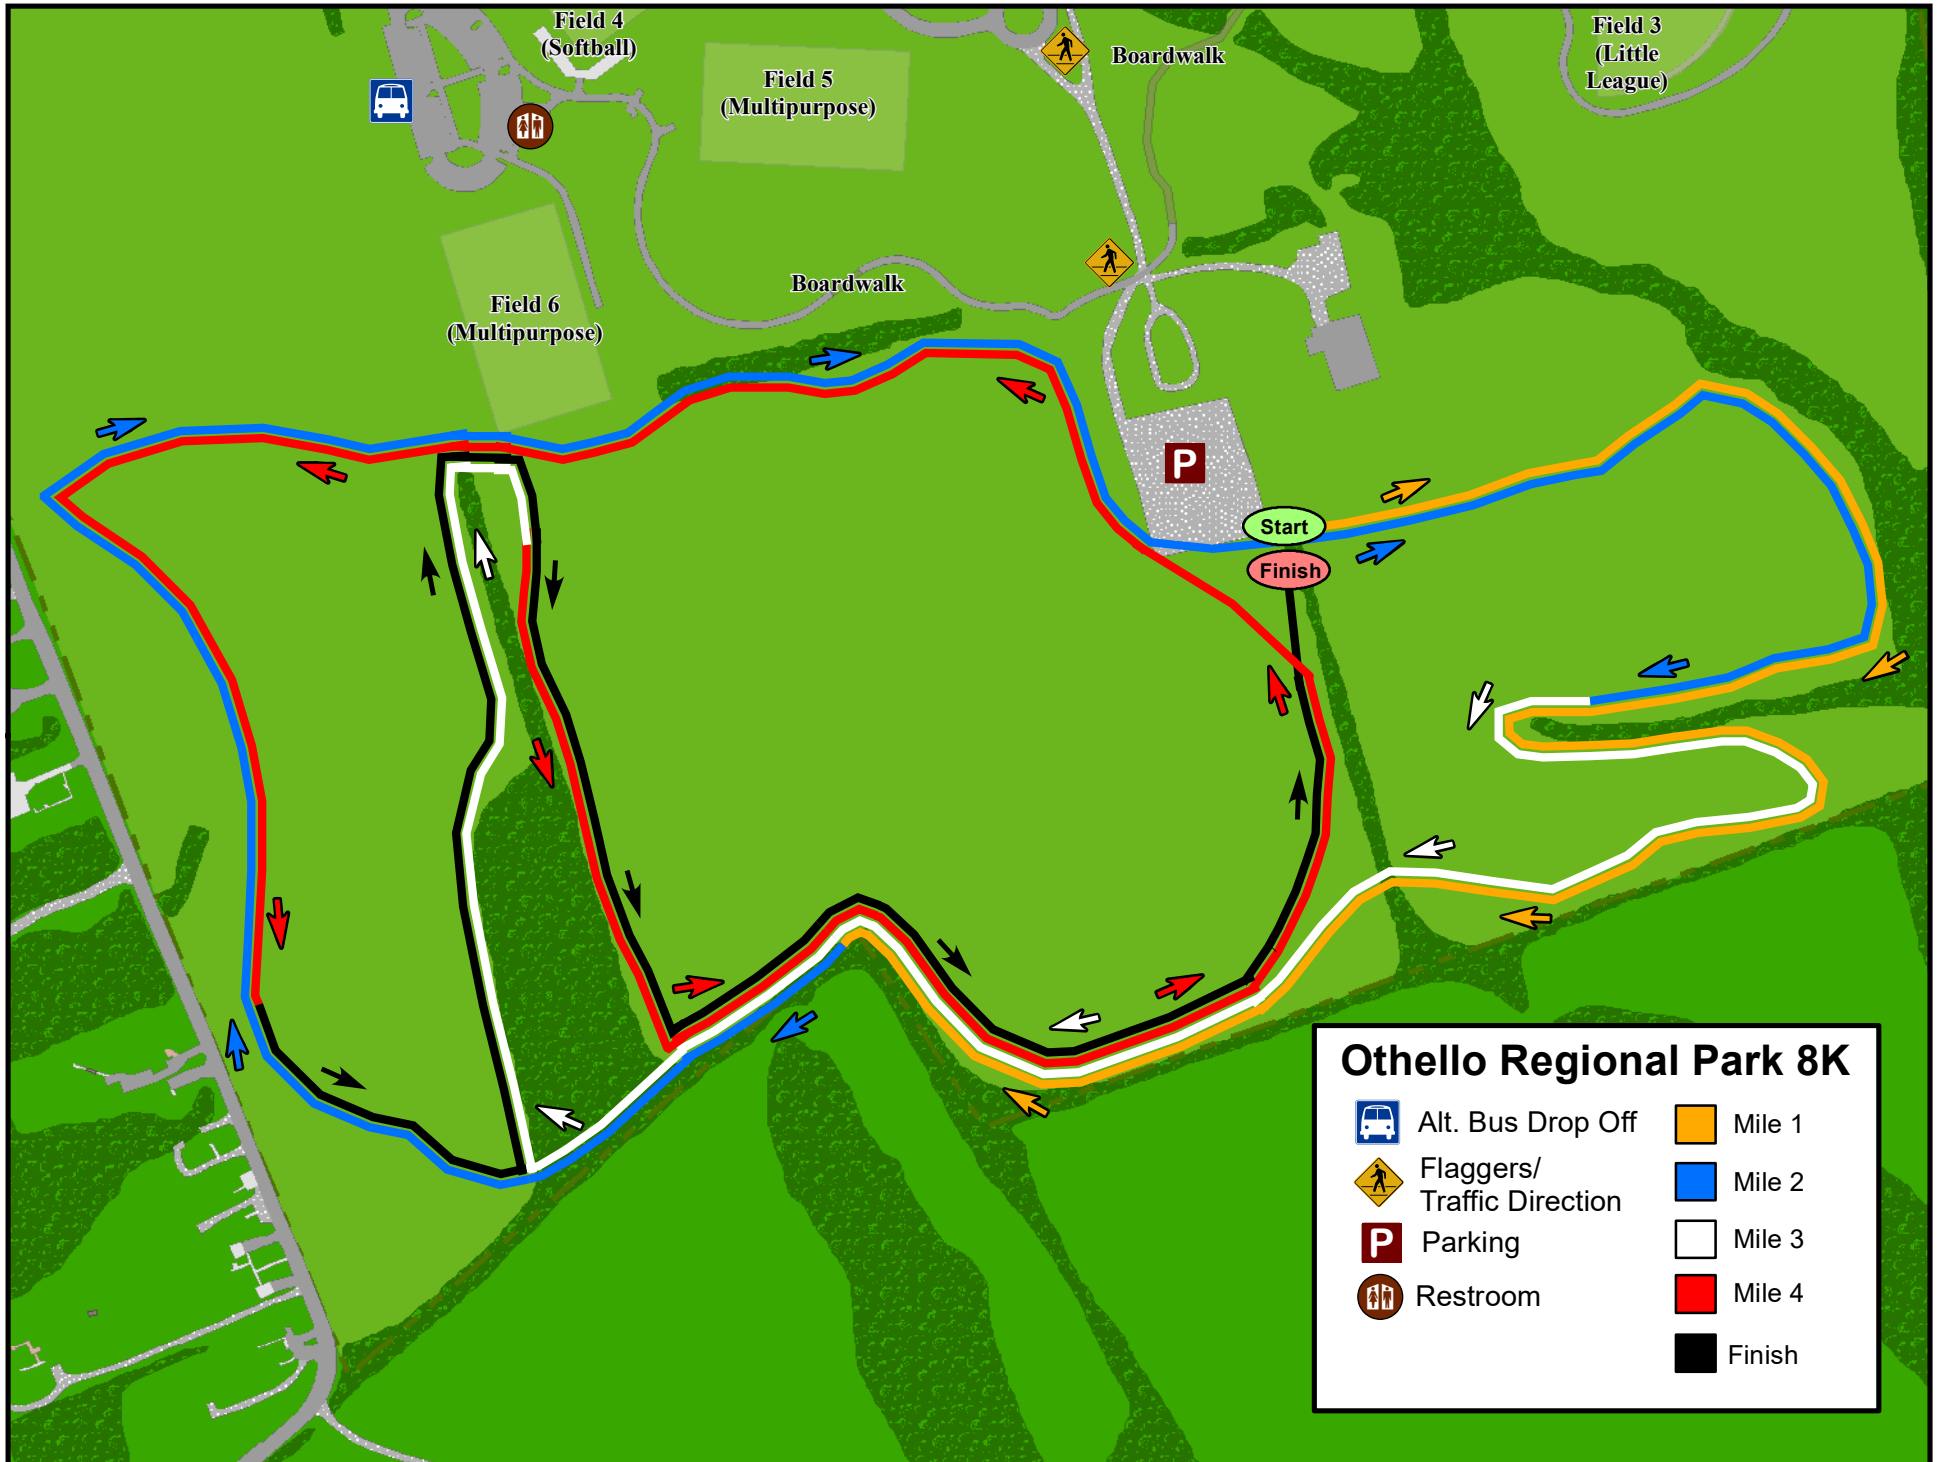 Field 4
(Softball)
Field 5
(Multipurpose)
Boardwalk
Field 3
(Little
League)
Boardwalk
Field 6
(Multipurpose)
P
Start
Finish
Othello Regional Park 8K
Alt. Bus Drop Off
Flaggers/
Traffic Direction
P Parking
Restroom
Mile 1
Mile 2
Mile 3
Mile 4
Finish